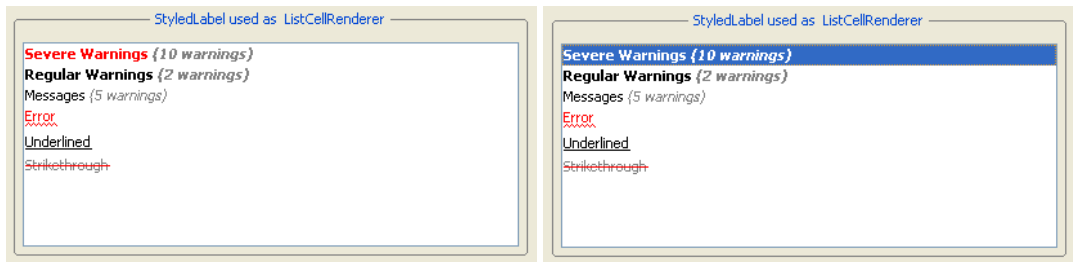 StyledLabel used as ListCellRenderer
Severe Warnings {10 warnings}
Regular Warnings {2 warnings}
Messages {5 warnings}
Error
Underlined
Strikethrough
StyledLabel used as ListCellRenderer
Severe Warnings {10 warnings}
Regular Warnings {2 warnings}
Messages {5 warnings}
Error
Underlined
Strikethrough